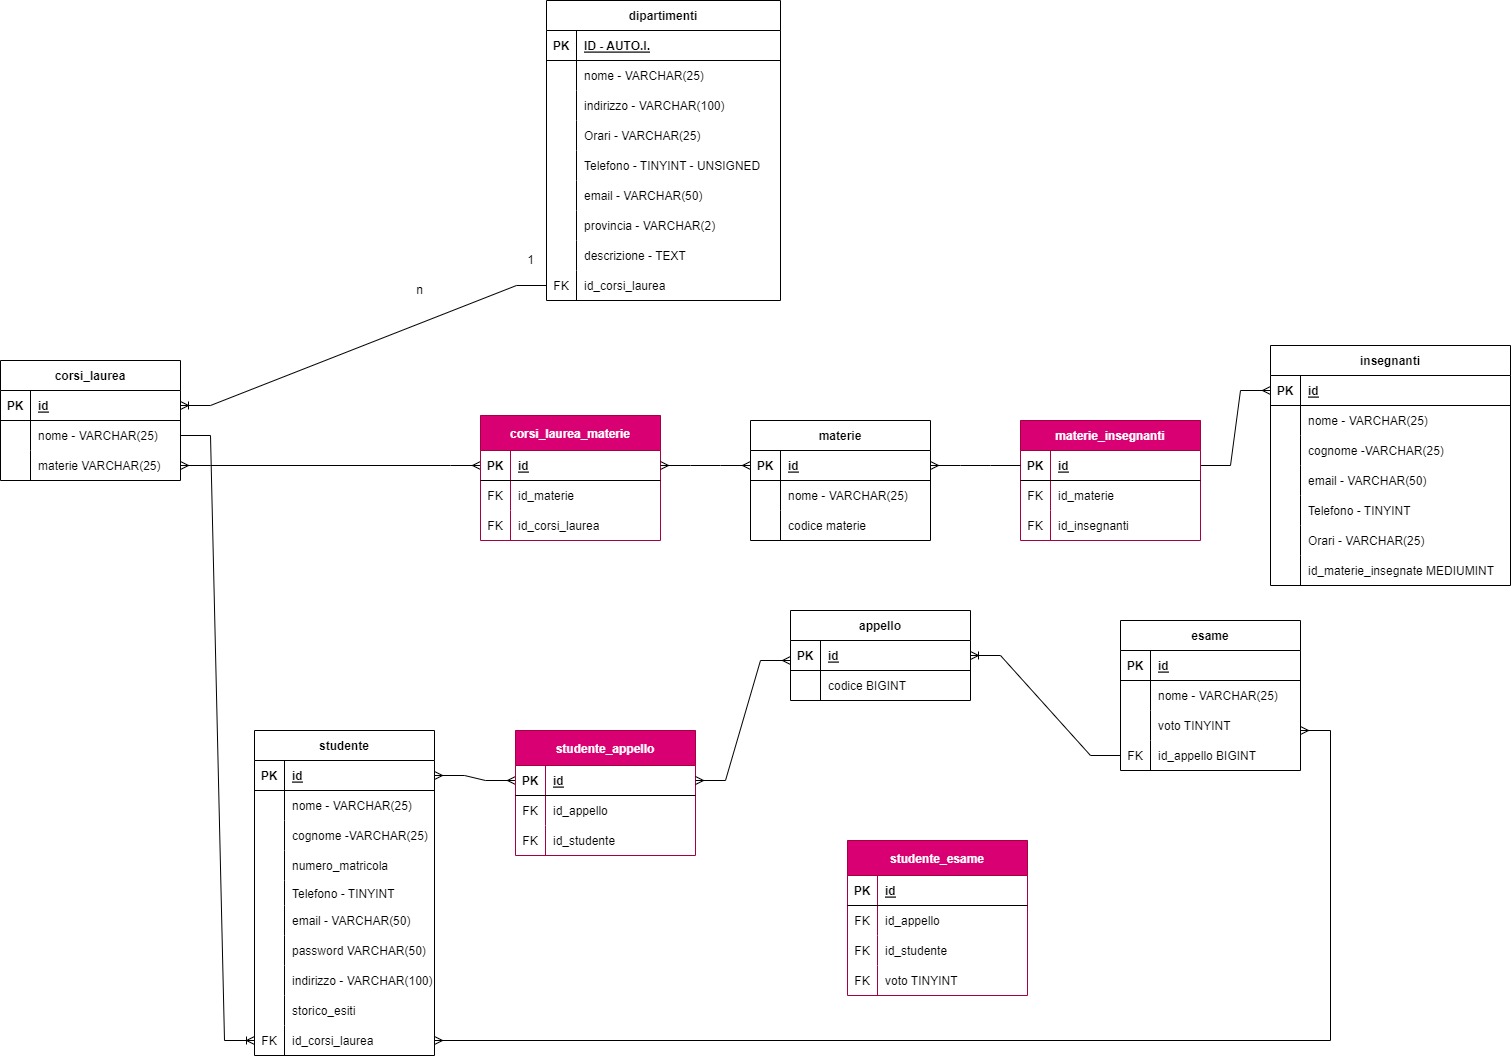 dipartimenti
PK ID - AUTO.I.
nome - VARCHAR(25)
indirizzo - VARCHAR(100)
Orari - VARCHAR(25)
Telefono - TINYINT - UNSIGNED
email - VARCHAR(50)
provincia - VARCHAR(2)
descrizione - TEXT
FK id_corsi_laurea
1
n
corsi_laurea
PK id
nome - VARCHAR(25)
materie VARCHAR(25)
corsi_laurea_materie
PK id
FK id_materie
FK id_corsi_laurea
materie
PK id
nome - VARCHAR(25)
codice materie
materie_insegnanti
PK id
FK id_materie
FK id_insegnanti
insegnanti
PK id
nome - VARCHAR(25)
cognome -VARCHAR(25)
email - VARCHAR(50)
Telefono - TINYINT
Orari - VARCHAR(25)
id_materie_insegnate MEDIUMINT
appello
PK id
codice BIGINT
esame
PK id
nome - VARCHAR(25)
voto TINYINT
FK id_appello BIGINT
studente
PK id
nome - VARCHAR(25)
cognome -VARCHAR(25)
numero_matricola
Telefono - TINYINT
email - VARCHAR(50)
password VARCHAR(50)
indirizzo - VARCHAR(100)
storico_esiti
FK id_corsi_laurea
studente_appello
PK id
FK id_appello
FK id_studente
studente_esame
PK id
FK id_appello
FK id_studente
FK voto TINYINT